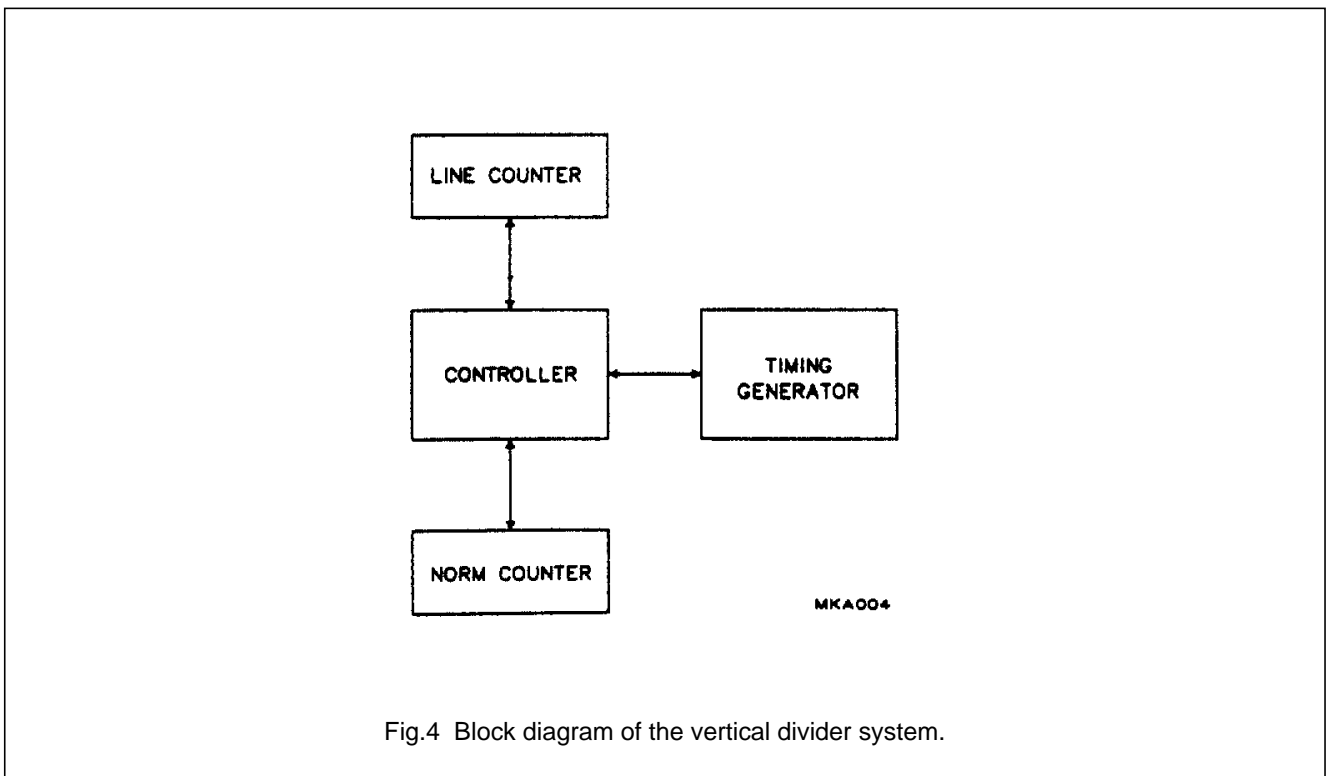 LINE COUNTER
CONTROLLER
TIMING
GENERATOR
NORM COUNTER
MKA004
Fig.4 Block diagram of the vertical divider system.